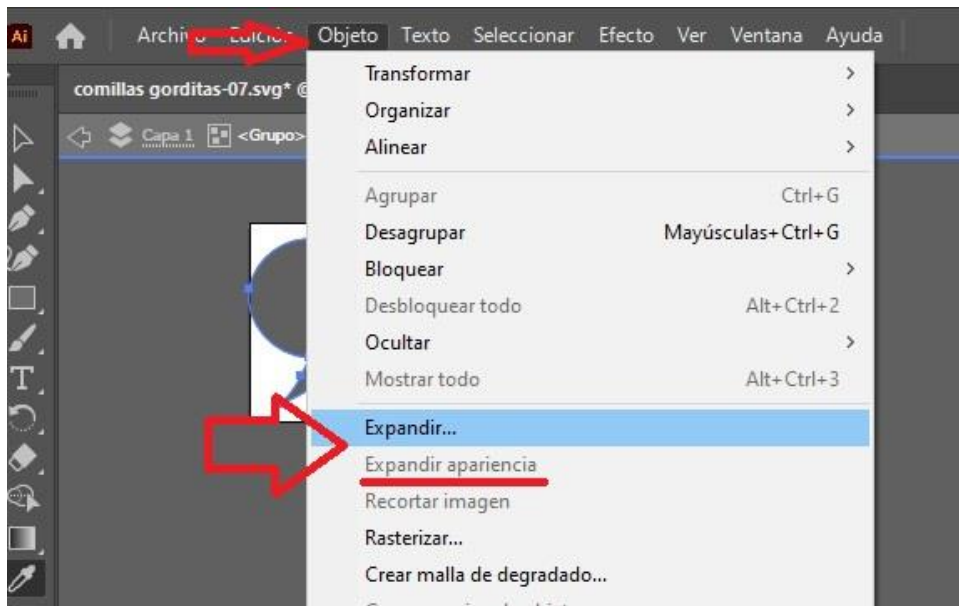 Ai
Archivo Edición Objeto Texto Seleccionar Efecto Ver Ventana Ayuda
comillas gorditas-07.svg* @
Capa 1 <Grupo>
Transformar
Organizar
Alinear
Agrupar Ctrl+G
Desagrupar Mayúsculas+Ctrl+G
Bloquear
Desbloquear todo Alt+Ctrl+2
Ocultar
Mostrar todo Alt+Ctrl+3
Expandir...
Expandir apariencia
Recortar imagen
Rasterizar...
Crear malla de degradado...